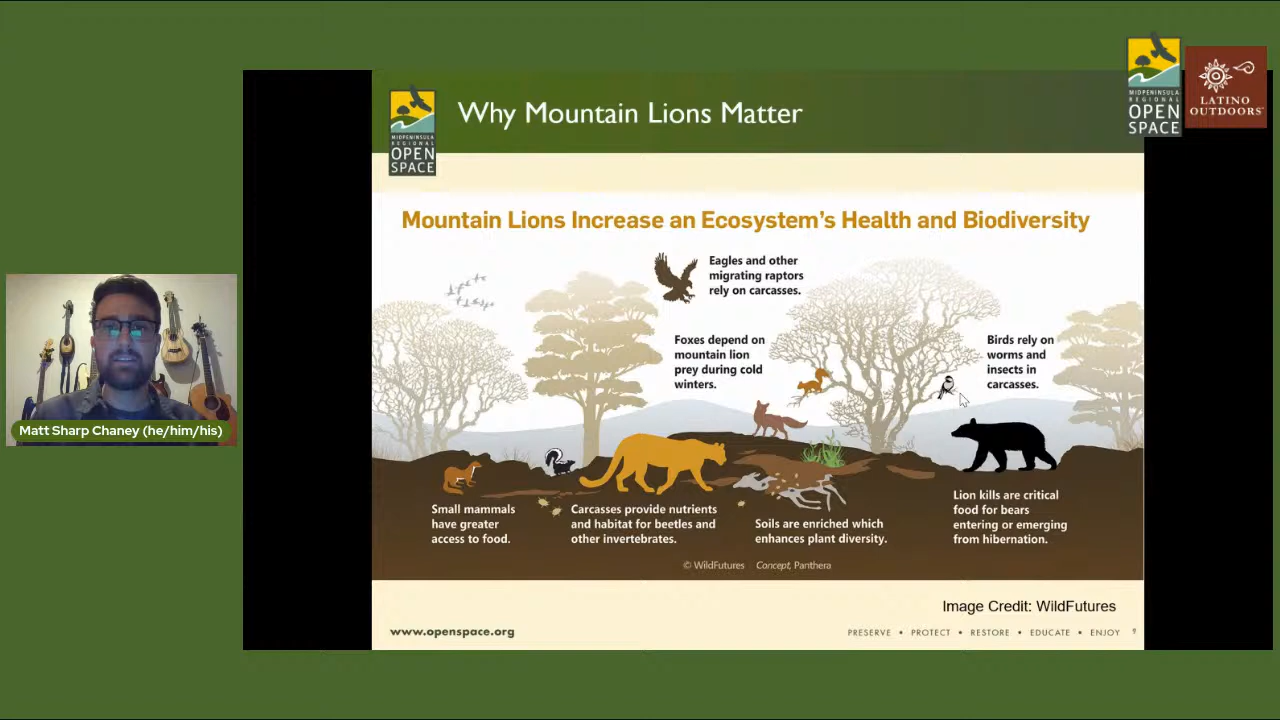 MIDPENINSULA
REGIONAL
OPEN
SPACE
LATINO
OUTDOORS
MIDPENINSULA
REGIONAL
OPEN
SPACE
Why Mountain Lions Matter
Mountain Lions Increase an Ecosystem's Health and Biodiversity
Eagles and other
migrating raptors
rely on carcasses.
Foxes depend on
mountain lion
prey during cold
winters.
Birds rely on
worms and
insects in
carcasses.
Matt Sharp Chaney (he/him/his)
Small mammals
have greater
access to food.
Carcasses provide nutrients
and habitat for beetles and
other invertebrates.
Soils are enriched which
enhances plant diversity.
Lion kills are critical
food for bears
entering or emerging
from hibernation.
© WildFutures Concept, Panthera
Image Credit: WildFutures
www.openspace.org
PRESERVE • PROTECT • RESTORE • EDUCATE • ENJOY 9